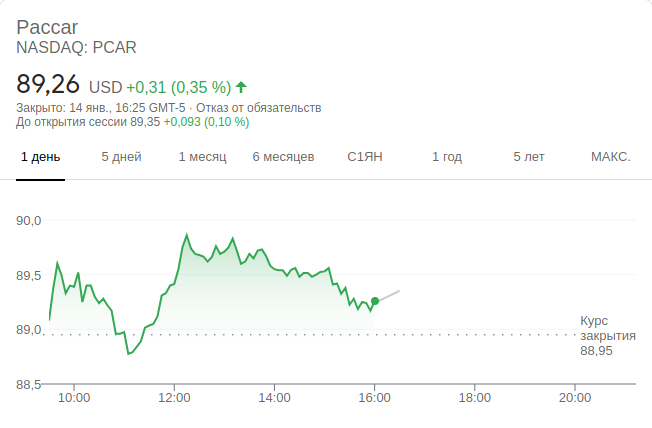 Paccar
NASDAQ: PCAR
89,26 USD +0,31 (0,35 %)
Закрыто: 14 янв., 16:25 GMT-5 · Отказ от обязательств
До открытия сессии 89,35 +0,093 (0,10 %)
1 день 5 дней 1 месяц 6 месяцев С1ЯН 1 год 5 лет МАКС.
90,0
89,5
89,0
88,5
Курс
закрытия
88,95
10:00 12:00 14:00 16:00 18:00 20:00